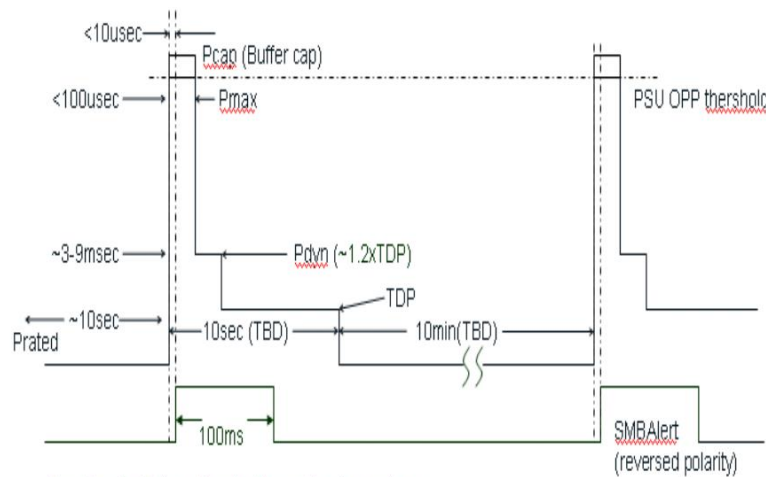 <10usec
Pcap (Buffer cap)
<100usec
Pmax
PSU OPP thershold
~3-9msec
Pdyn (~1.2xTDP)
TDP
~10sec
Prated
10sec (TBD)
10min(TBD)
100ms
SMBAlert
(reversed polarity)